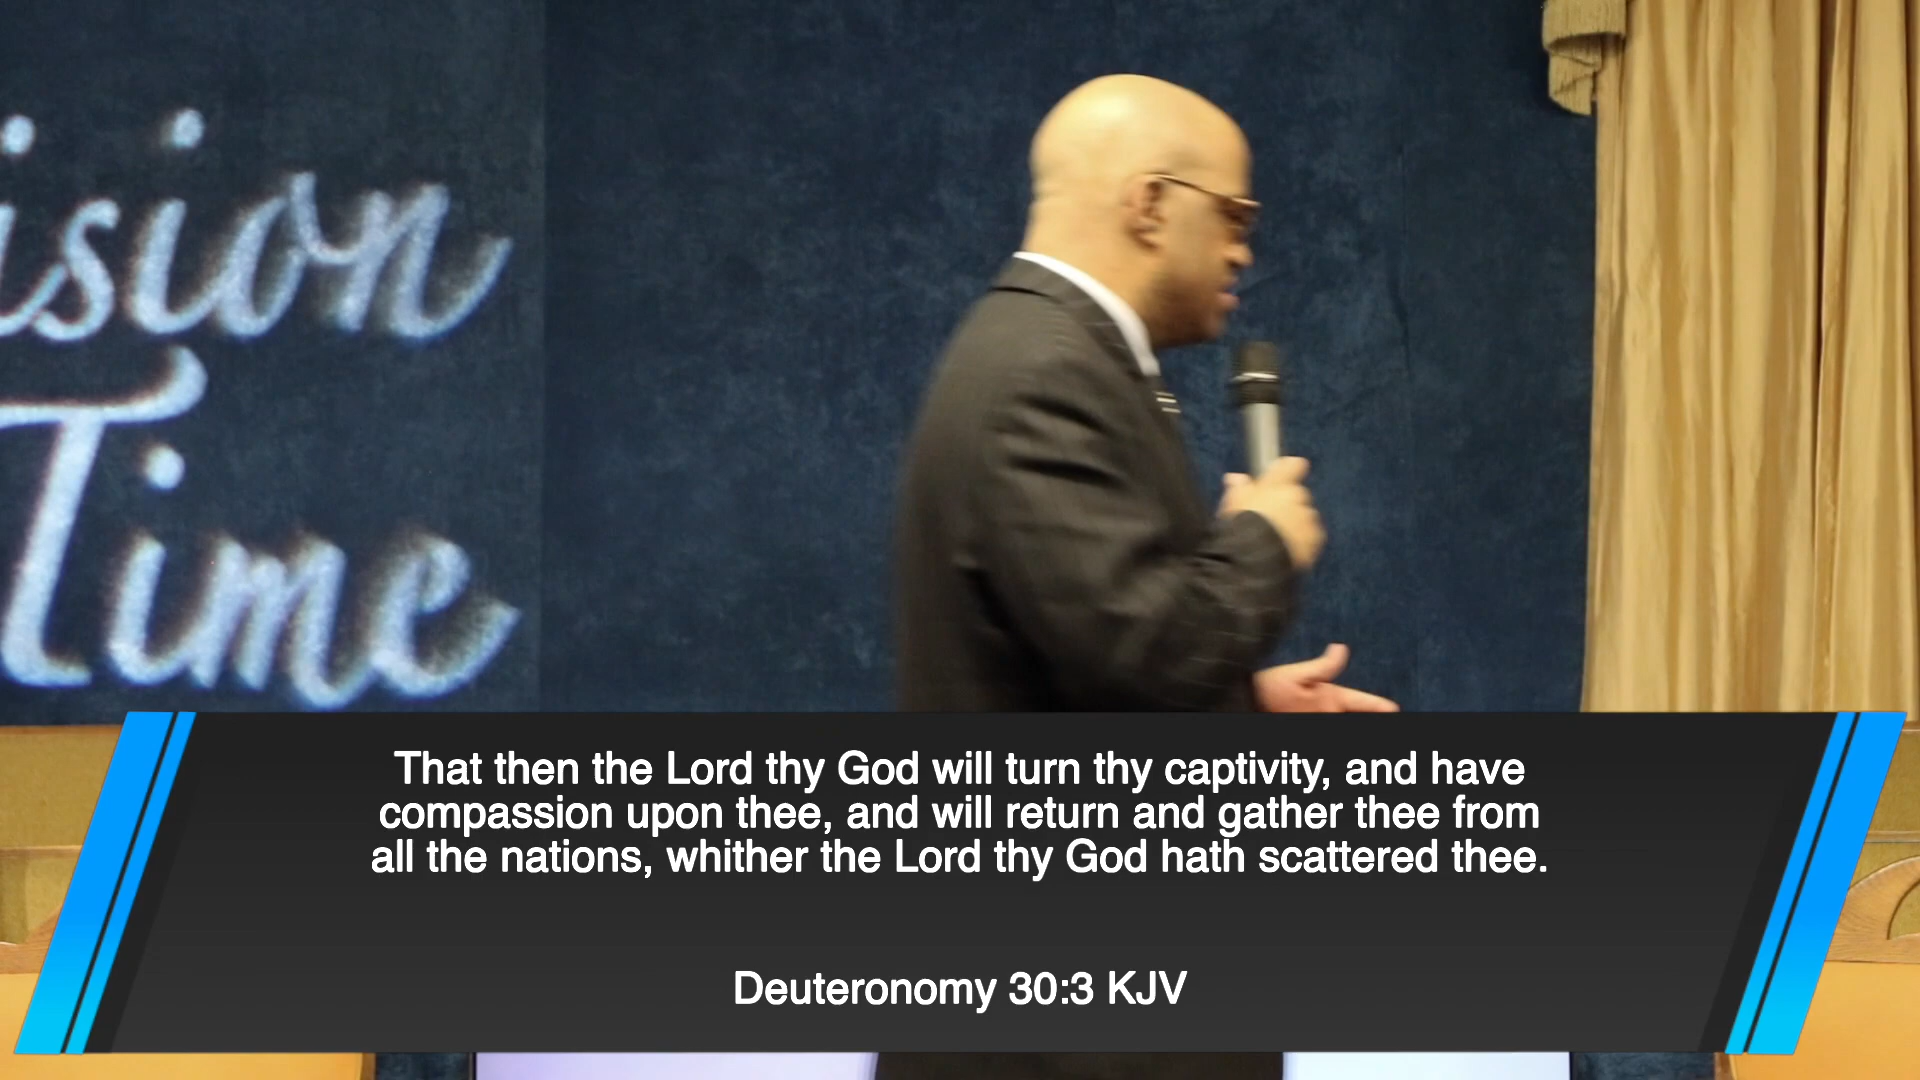 ision
Time
That then the Lord thy God will turn thy captivity, and have
compassion upon thee, and will return and gather thee from
all the nations, whither the Lord thy God hath scattered thee.
Deuteronomy 30:3 KJV